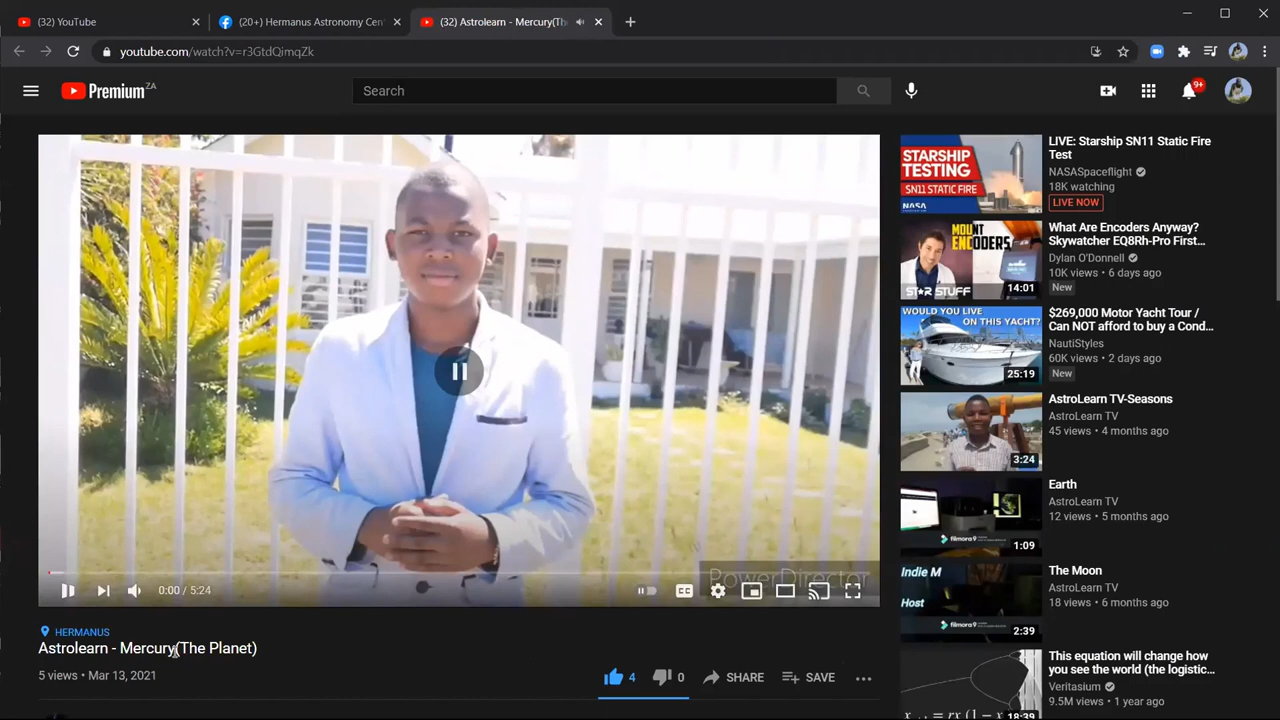 (32) YouTube
(20+) Hermanus Astronomy Cen
(32) Astrolearn - Mercury(The
youtube.com/watch?v=r3GtdQimqZk
Premium ZA
Search
9+
STARSHIP
TESTING
SN11 STATIC FIRE
NASA
LIVE: Starship SN11 Static Fire
Test
NASASpaceflight
18K watching
LIVE NOW
MOUNT
ENCODERS
STAR STUFF
14:01
What Are Encoders Anyway?
Skywatcher EQ8Rh-Pro First...
Dylan O'Donnell
10K views • 6 days ago
New
WOULD YOU LIVE
ON THIS YACHT?
25:19
$269,000 Motor Yacht Tour /
Can NOT afford to buy a Cond...
NautiStyles
60K views • 2 days ago
New
3:24
AstroLearn TV-Seasons
AstroLearn TV
45 views • 4 months ago
filmora9
1:09
Earth
AstroLearn TV
12 views • 5 months ago
Indie M
Host
filmora9
2:39
The Moon
AstroLearn TV
18 views • 6 months ago
18:39
This equation will change how
you see the world (the logistic...
Veritasium
9.5M views • 1 year ago
PowerDirector
0:00 / 5:24
CC
HERMANUS
Astrolearn - Mercury(The Planet)
5 views • Mar 13, 2021
4
0
SHARE
SAVE